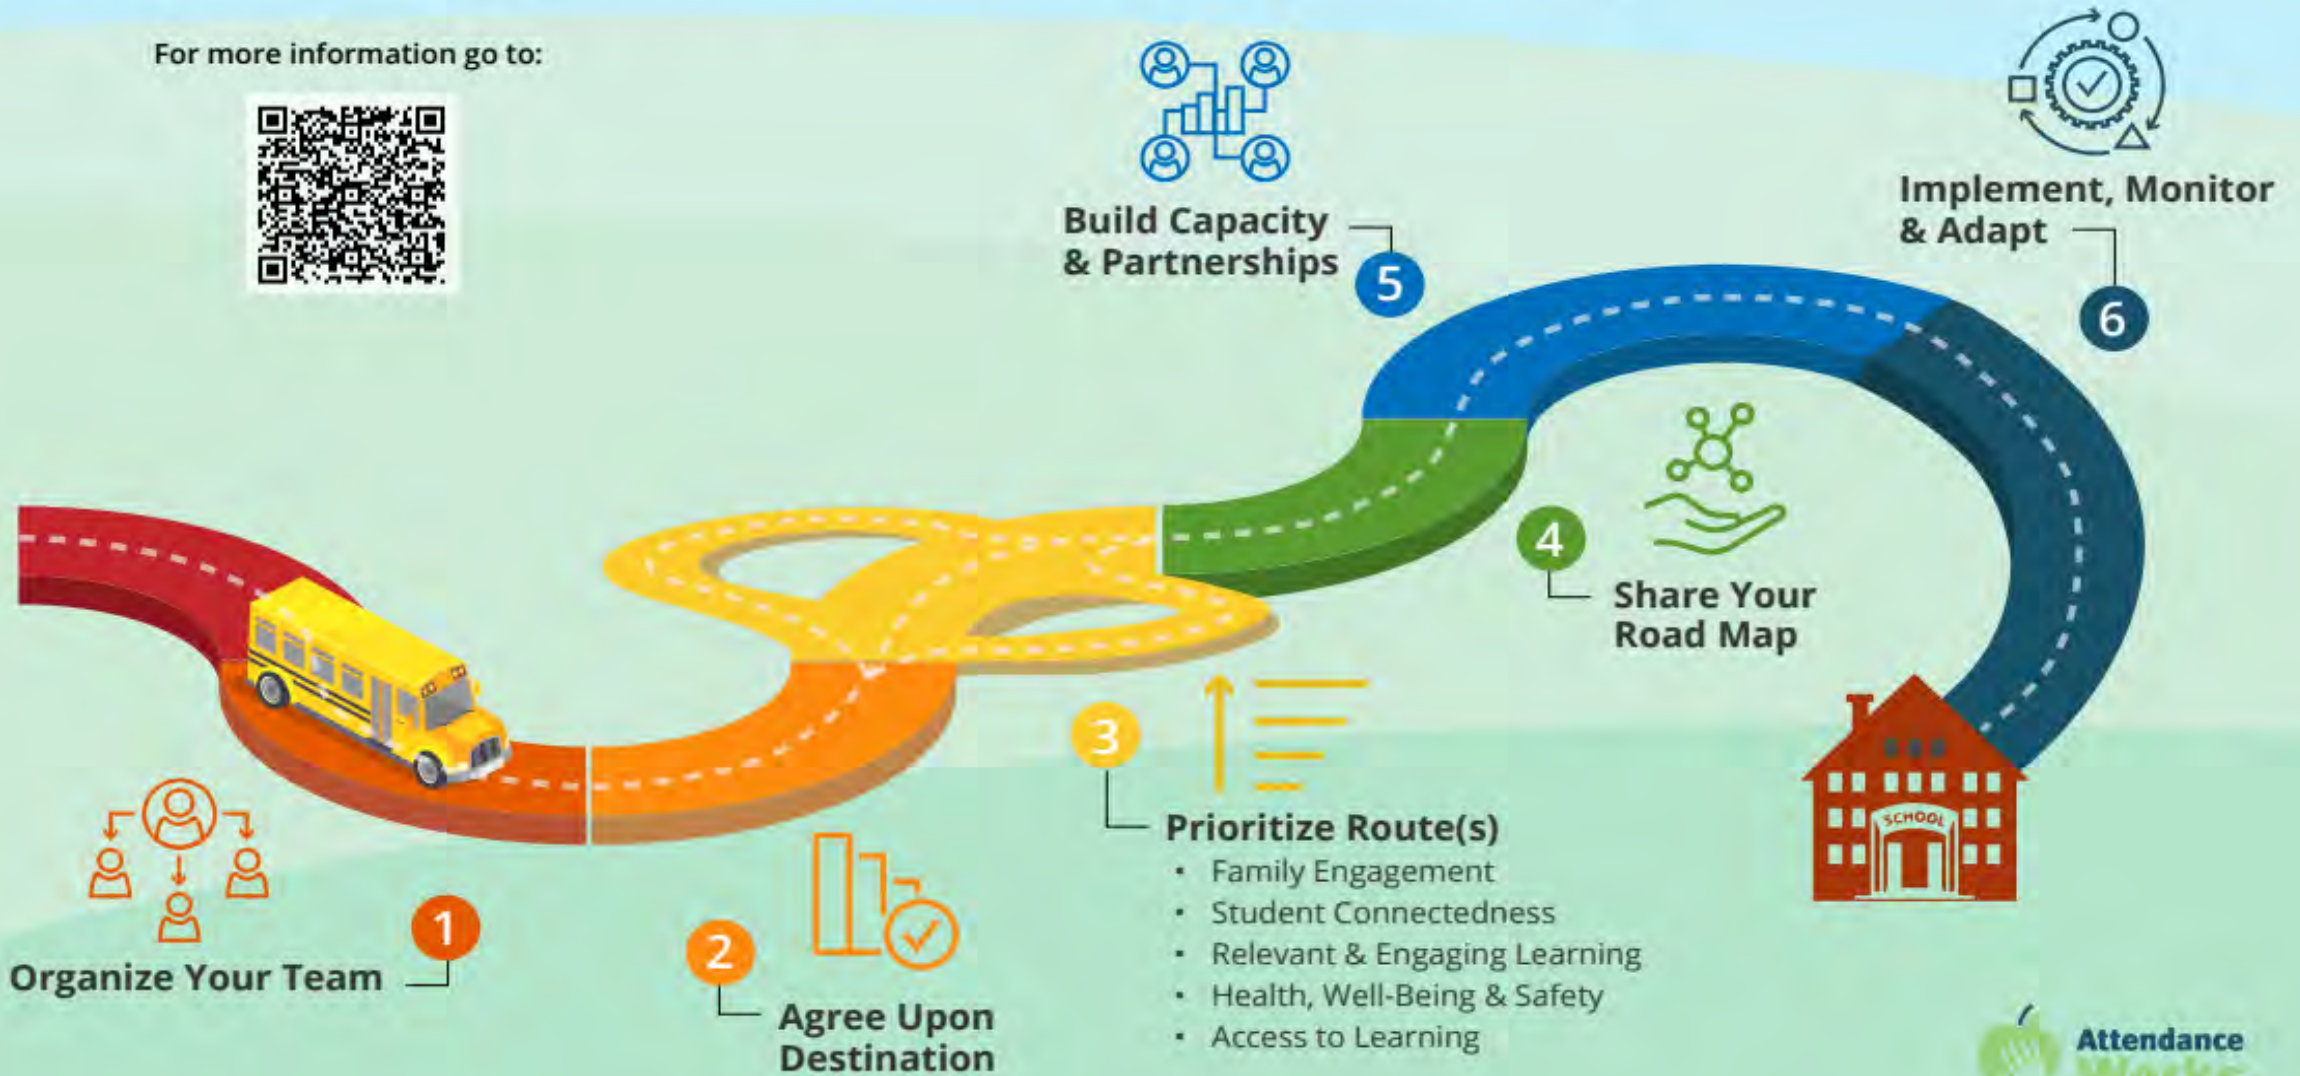 For more information go to:
Build Capacity
& Partnerships
5
Implement, Monitor
& Adapt
6
4
Share Your
Road Map
3
Prioritize Route(s)
• Family Engagement
• Student Connectedness
• Relevant & Engaging Learning
• Health, Well-Being & Safety
• Access to Learning
SCHOOL
1
Organize Your Team
2
Agree Upon
Destination
Attendance
Works